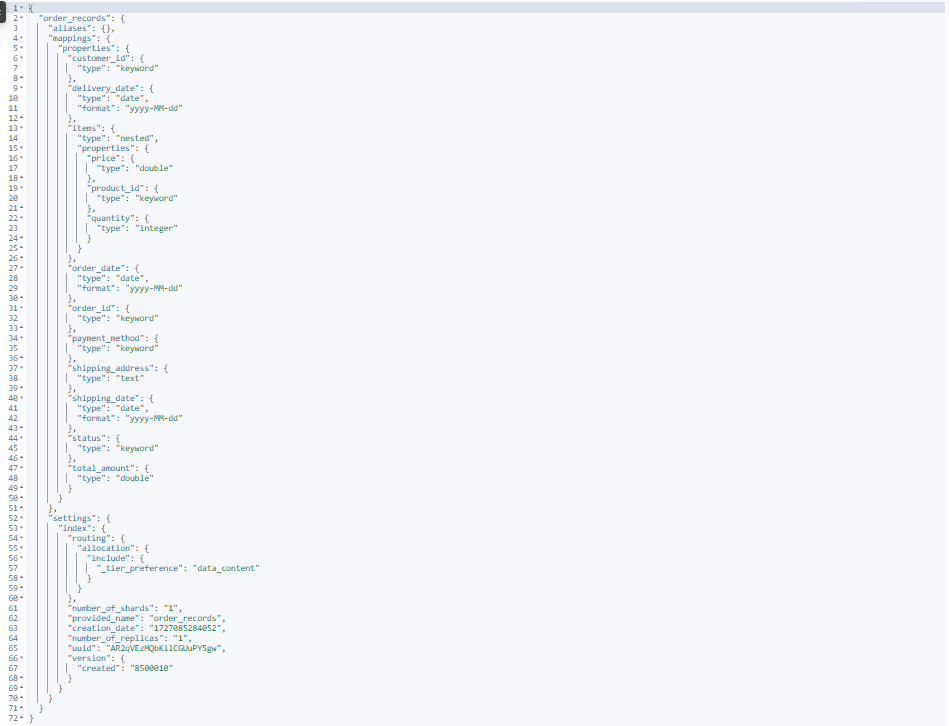 1 {
2 "order_records": {
3 "aliases": {},
4 "mappings": {
5 "properties": {
6 "customer_id": {
7 "type": "keyword"
8 },
9 "delivery_date": {
10 "type": "date",
11 "format": "yyyy-MM-dd"
12 },
13 "items": {
14 "type": "nested",
15 "properties": {
16 "price": {
17 "type": "double"
18 },
19 "product_id": {
20 "type": "keyword"
21 },
22 "quantity": {
23 "type": "integer"
24 }
25 }
26 },
27 "order_date": {
28 "type": "date",
29 "format": "yyyy-MM-dd"
30 },
31 "order_id": {
32 "type": "keyword"
33 },
34 "payment_method": {
35 "type": "keyword"
36 },
37 "shipping_address": {
38 "type": "text"
39 },
40 "shipping_date": {
41 "type": "date",
42 "format": "yyyy-MM-dd"
43 },
44 "status": {
45 "type": "keyword"
46 },
47 "total_amount": {
48 "type": "double"
49 }
50 }
51 },
52 "settings": {
53 "index": {
54 "routing": {
55 "allocation": {
56 "include": {
57 "_tier_preference": "data_content"
58 }
59 }
60 },
61 "number_of_shards": "1",
62 "provided_name": "order_records",
63 "creation_date": "1727085284052",
64 "number_of_replicas": "1",
65 "uuid": "AR2qVEzMQbKilCGUuPY5gw",
66 "version": {
67 "created": "8500010"
68 }
69 }
70 }
71 }
72 }